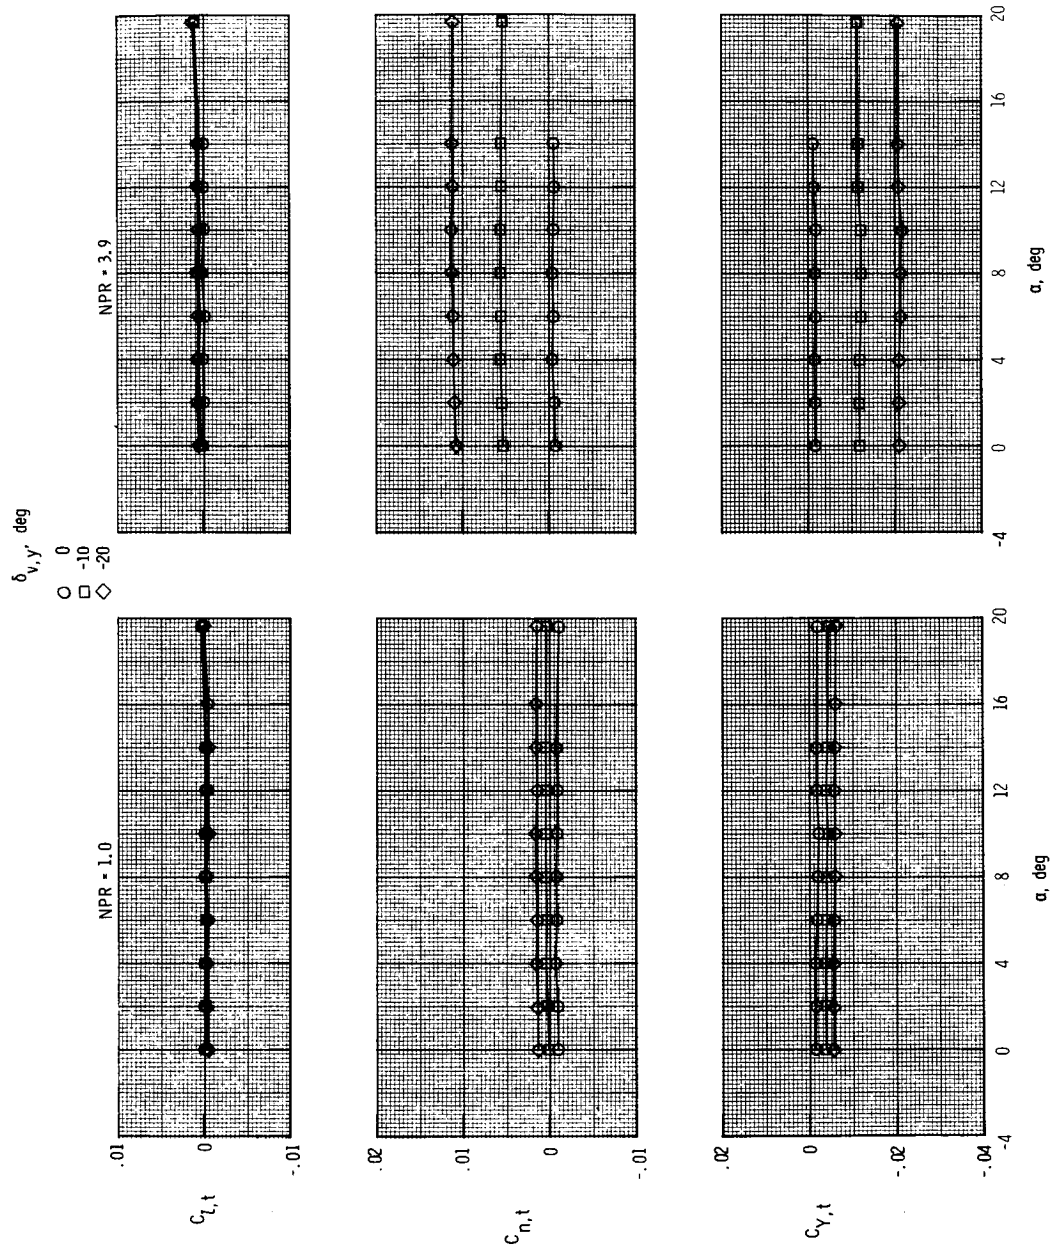 δv,y, deg
○ 0
□ -10
◇ -20
NPR = 1.0
NPR = 3.9
Cl,t
.01
0
-.01
Cn,t
.02
.01
0
-.01
CY,t
.02
0
-.02
-.04
-4 0 4 8 12 16 20
α, deg
-4 0 4 8 12 16 20
α, deg